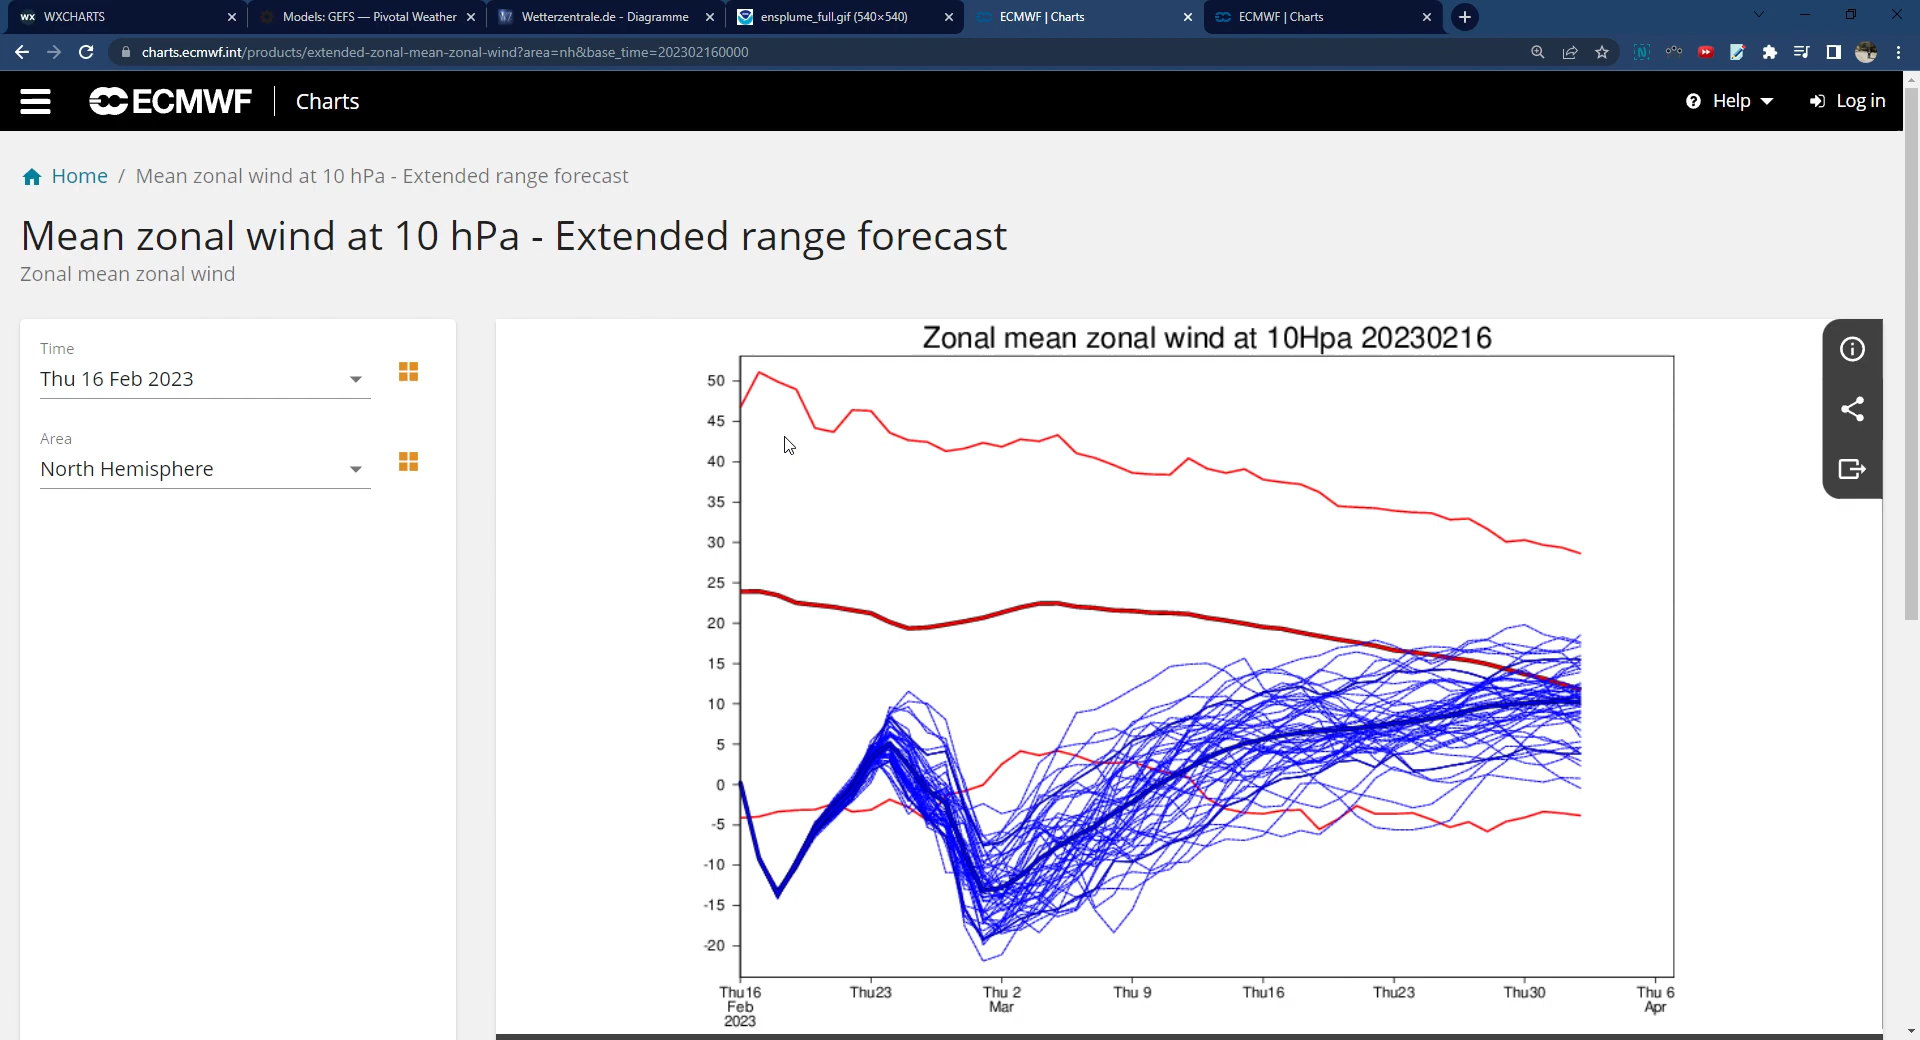 WXCHARTS
Models: GEFS — Pivotal Weather
Wetterzentrale.de - Diagramme
ensplume_full.gif (540×540)
ECMWF | Charts
ECMWF | Charts
charts.ecmwf.int/products/extended-zonal-mean-zonal-wind?area=nh&base_time=202302160000
ECMWF
Charts
Help
Log in
Home / Mean zonal wind at 10 hPa - Extended range forecast
Mean zonal wind at 10 hPa - Extended range forecast
Zonal mean zonal wind
Time
Thu 16 Feb 2023
Area
North Hemisphere
Zonal mean zonal wind at 10Hpa 20230216
50
45
40
35
30
25
20
15
10
5
0
-5
-10
-15
-20
Thu16
Feb
2023
Thu23
Thu 2
Mar
Thu 9
Thu16
Thu23
Thu30
Thu 6
Apr